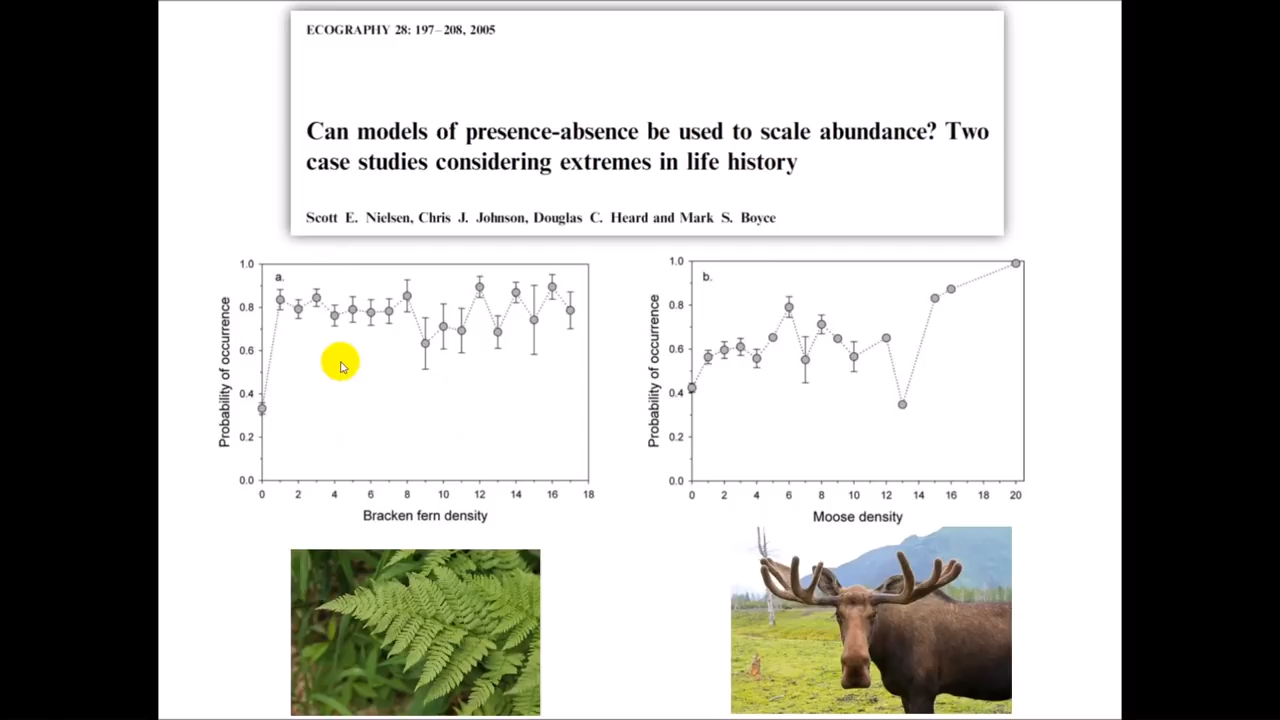 ECOGRAPHY 28: 197–208, 2005
Can models of presence-absence be used to scale abundance? Two
case studies considering extremes in life history
Scott E. Nielsen, Chris J. Johnson, Douglas C. Heard and Mark S. Boyce
a.
1.0
0.8
0.6
0.4
0.2
0.0
Probability of occurrence
0 2 4 6 8 10 12 14 16 18
Bracken fern density
b.
1.0
0.8
0.6
0.4
0.2
0.0
Probability of occurrence
0 2 4 6 8 10 12 14 16 18 20
Moose density